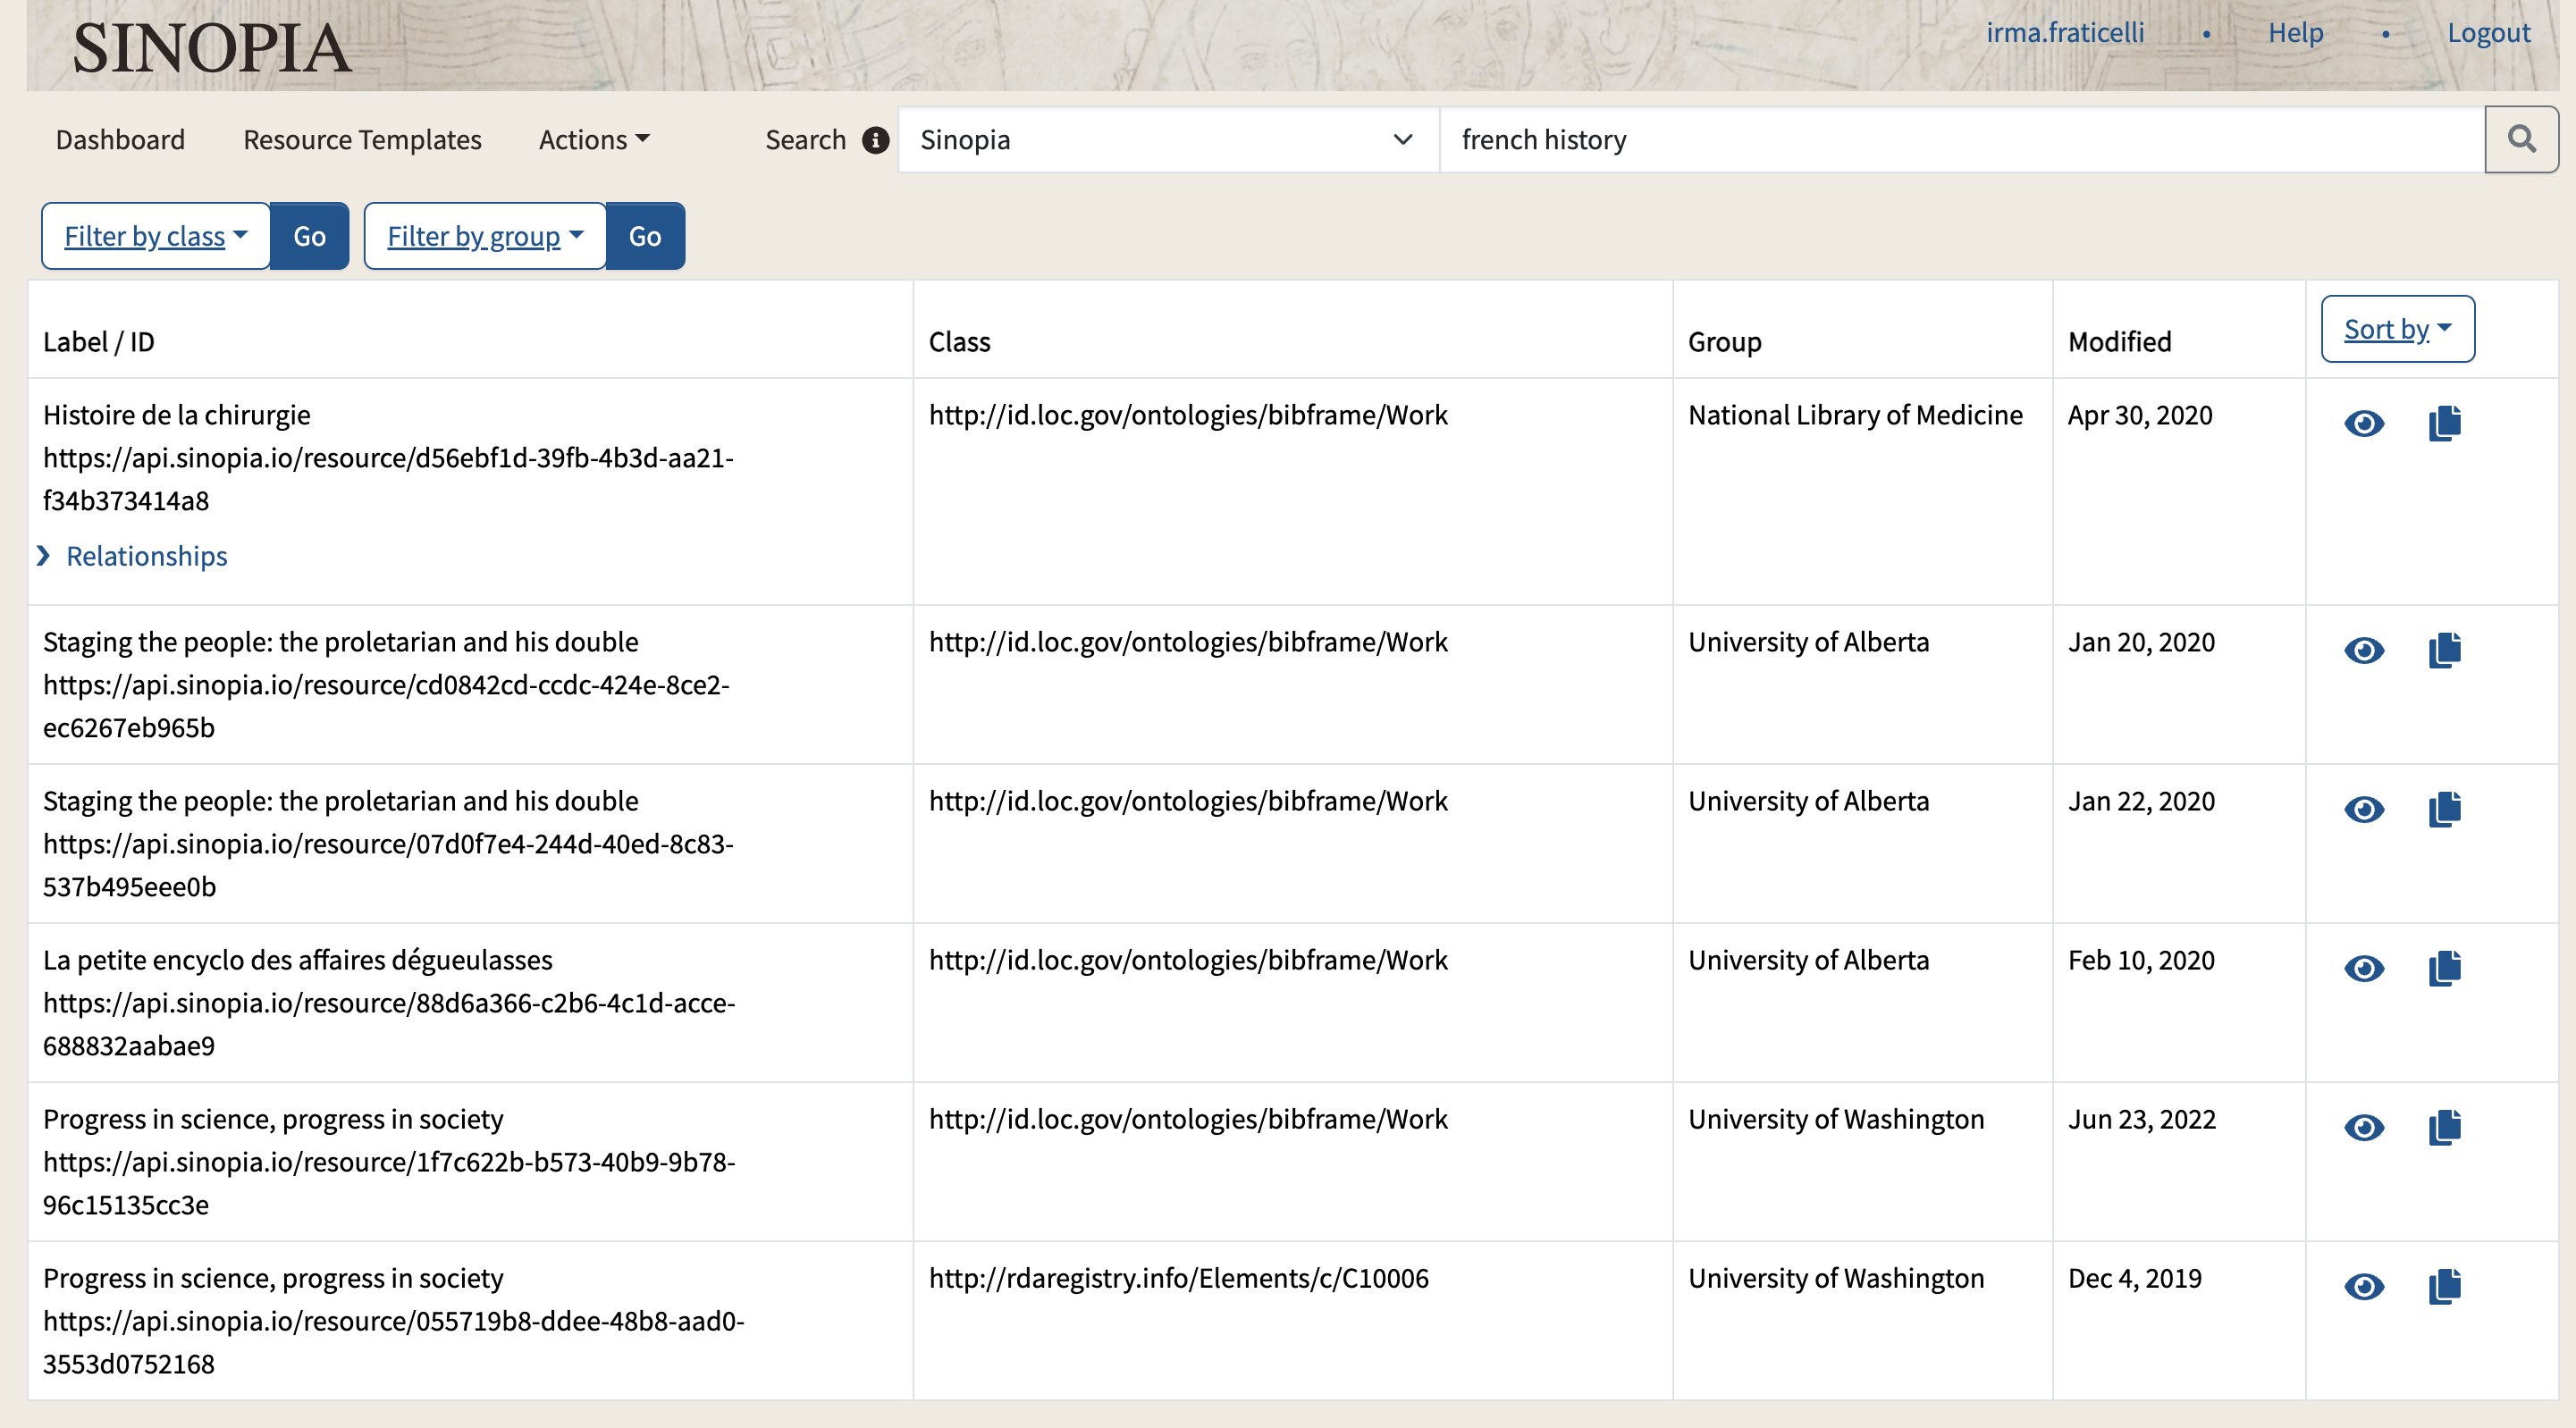 SINOPIA
irma.fraticelli • Help • Logout
Dashboard Resource Templates Actions Search Sinopia french history
Filter by class Go Filter by group Go
Label / ID Class Group Modified Sort by
Histoire de la chirurgie http://id.loc.gov/ontologies/bibframe/Work National Library of Medicine Apr 30, 2020
https://api.sinopia.io/resource/d56ebf1d-39fb-4b3d-aa21-
f34b373414a8
Relationships
Staging the people: the proletarian and his double http://id.loc.gov/ontologies/bibframe/Work University of Alberta Jan 20, 2020
https://api.sinopia.io/resource/cd0842cd-ccdc-424e-8ce2-
ec6267eb965b
Staging the people: the proletarian and his double http://id.loc.gov/ontologies/bibframe/Work University of Alberta Jan 22, 2020
https://api.sinopia.io/resource/07d0f7e4-244d-40ed-8c83-
537b495eee0b
La petite encyclo des affaires dégueulasses http://id.loc.gov/ontologies/bibframe/Work University of Alberta Feb 10, 2020
https://api.sinopia.io/resource/88d6a366-c2b6-4c1d-acce-
688832aabae9
Progress in science, progress in society http://id.loc.gov/ontologies/bibframe/Work University of Washington Jun 23, 2022
https://api.sinopia.io/resource/1f7c622b-b573-40b9-9b78-
96c15135cc3e
Progress in science, progress in society http://rdaregistry.info/Elements/c/C10006 University of Washington Dec 4, 2019
https://api.sinopia.io/resource/055719b8-ddee-48b8-aad0-
3553d0752168